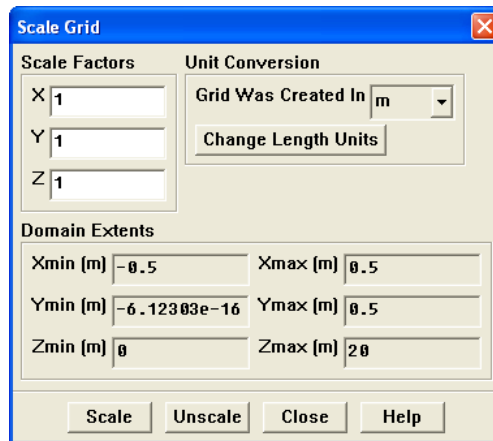 Scale Grid
Scale Factors Unit Conversion
X 1 Grid Was Created In m
Y 1 Change Length Units
Z 1
Domain Extents
Xmin (m) -0.5 Xmax (m) 0.5
Ymin (m) -6.12303e-16 Ymax (m) 0.5
Zmin (m) 0 Zmax (m) 20
Scale Unscale Close Help